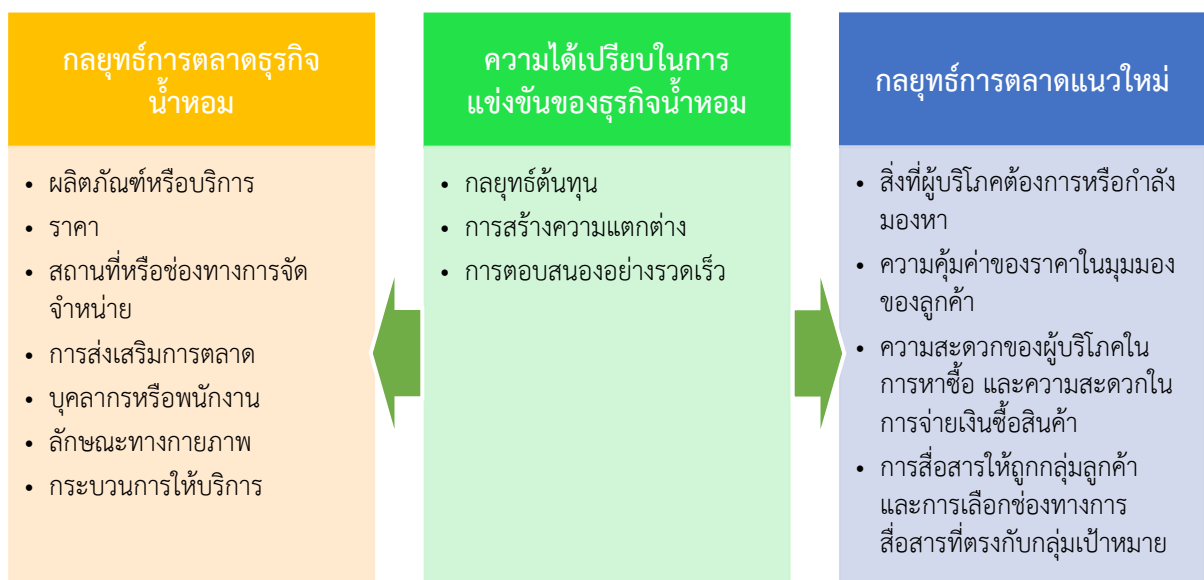 กลยุทธ์การตลาดธุรกิจ
น้ำหอม
• ผลิตภัณฑ์หรือบริการ
• ราคา
• สถานที่หรือช่องทางการจัด
จำหน่าย
• การส่งเสริมการตลาด
• บุคลากรหรือพนักงาน
• ลักษณะทางกายภาพ
• กระบวนการให้บริการ
ความได้เปรียบในการ
แข่งขันของธุรกิจน้ำหอม
• กลยุทธ์ต้นทุน
• การสร้างความแตกต่าง
• การตอบสนองอย่างรวดเร็ว
กลยุทธ์การตลาดแนวใหม่
• สิ่งที่ผู้บริโภคต้องการหรือกำลัง
มองหา
• ความคุ้มค่าของราคาในมุมมอง
ของลูกค้า
• ความสะดวกของผู้บริโภคใน
การหาซื้อ และความสะดวกใน
การจ่ายเงินซื้อสินค้า
• การสื่อสารให้ถูกกลุ่มลูกค้า
และการเลือกช่องทางการ
สื่อสารที่ตรงกับกลุ่มเป้าหมาย